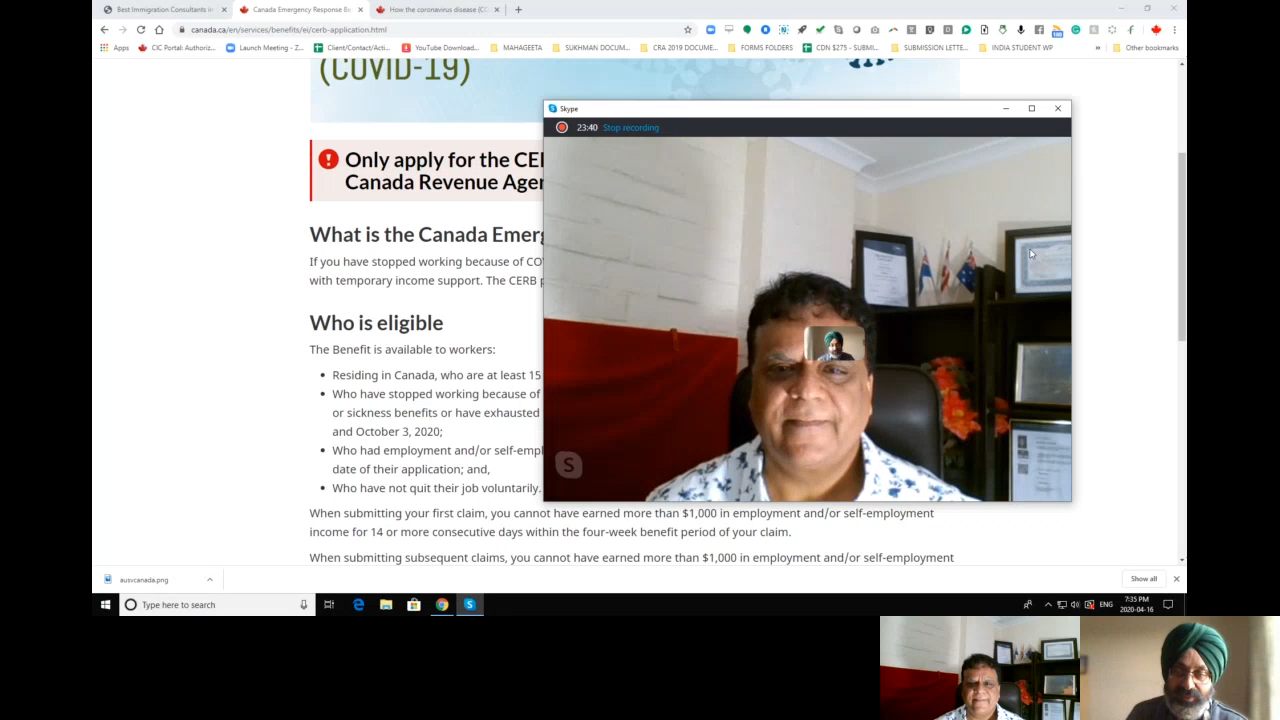 Best Immigration Consultants in
Canada Emergency Response Be
How the coronavirus disease (CO
canada.ca/en/services/benefits/ei/cerb-application.html
Apps
CIC Portal: Authoriz...
Launch Meeting - Z...
Client/Contact/Acti...
YouTube Download...
MAHAGEETA
SUKHMAN DOCUM...
CRA 2019 DOCUME...
FORMS FOLDERS
CDN $275 - SUBMI...
SUBMISSION LETTE...
INDIA STUDENT WP
Other bookmarks
(COVID-19)
Skype
23:40 Stop recording
Only apply for the CE
Canada Revenue Age
What is the Canada Emerg
If you have stopped working because of CO
with temporary income support. The CERB p
Who is eligible
The Benefit is available to workers:
Residing in Canada, who are at least 15
Who have stopped working because of
or sickness benefits or have exhausted
and October 3, 2020;
Who had employment and/or self-empl
date of their application; and,
Who have not quit their job voluntarily.
When submitting your first claim, you cannot have earned more than $1,000 in employment and/or self-employment
income for 14 or more consecutive days within the four-week benefit period of your claim.
When submitting subsequent claims, you cannot have earned more than $1,000 in employment and/or self-employment
ausvcanada.png
Show all
Type here to search
ENG
7:35 PM
2020-04-16